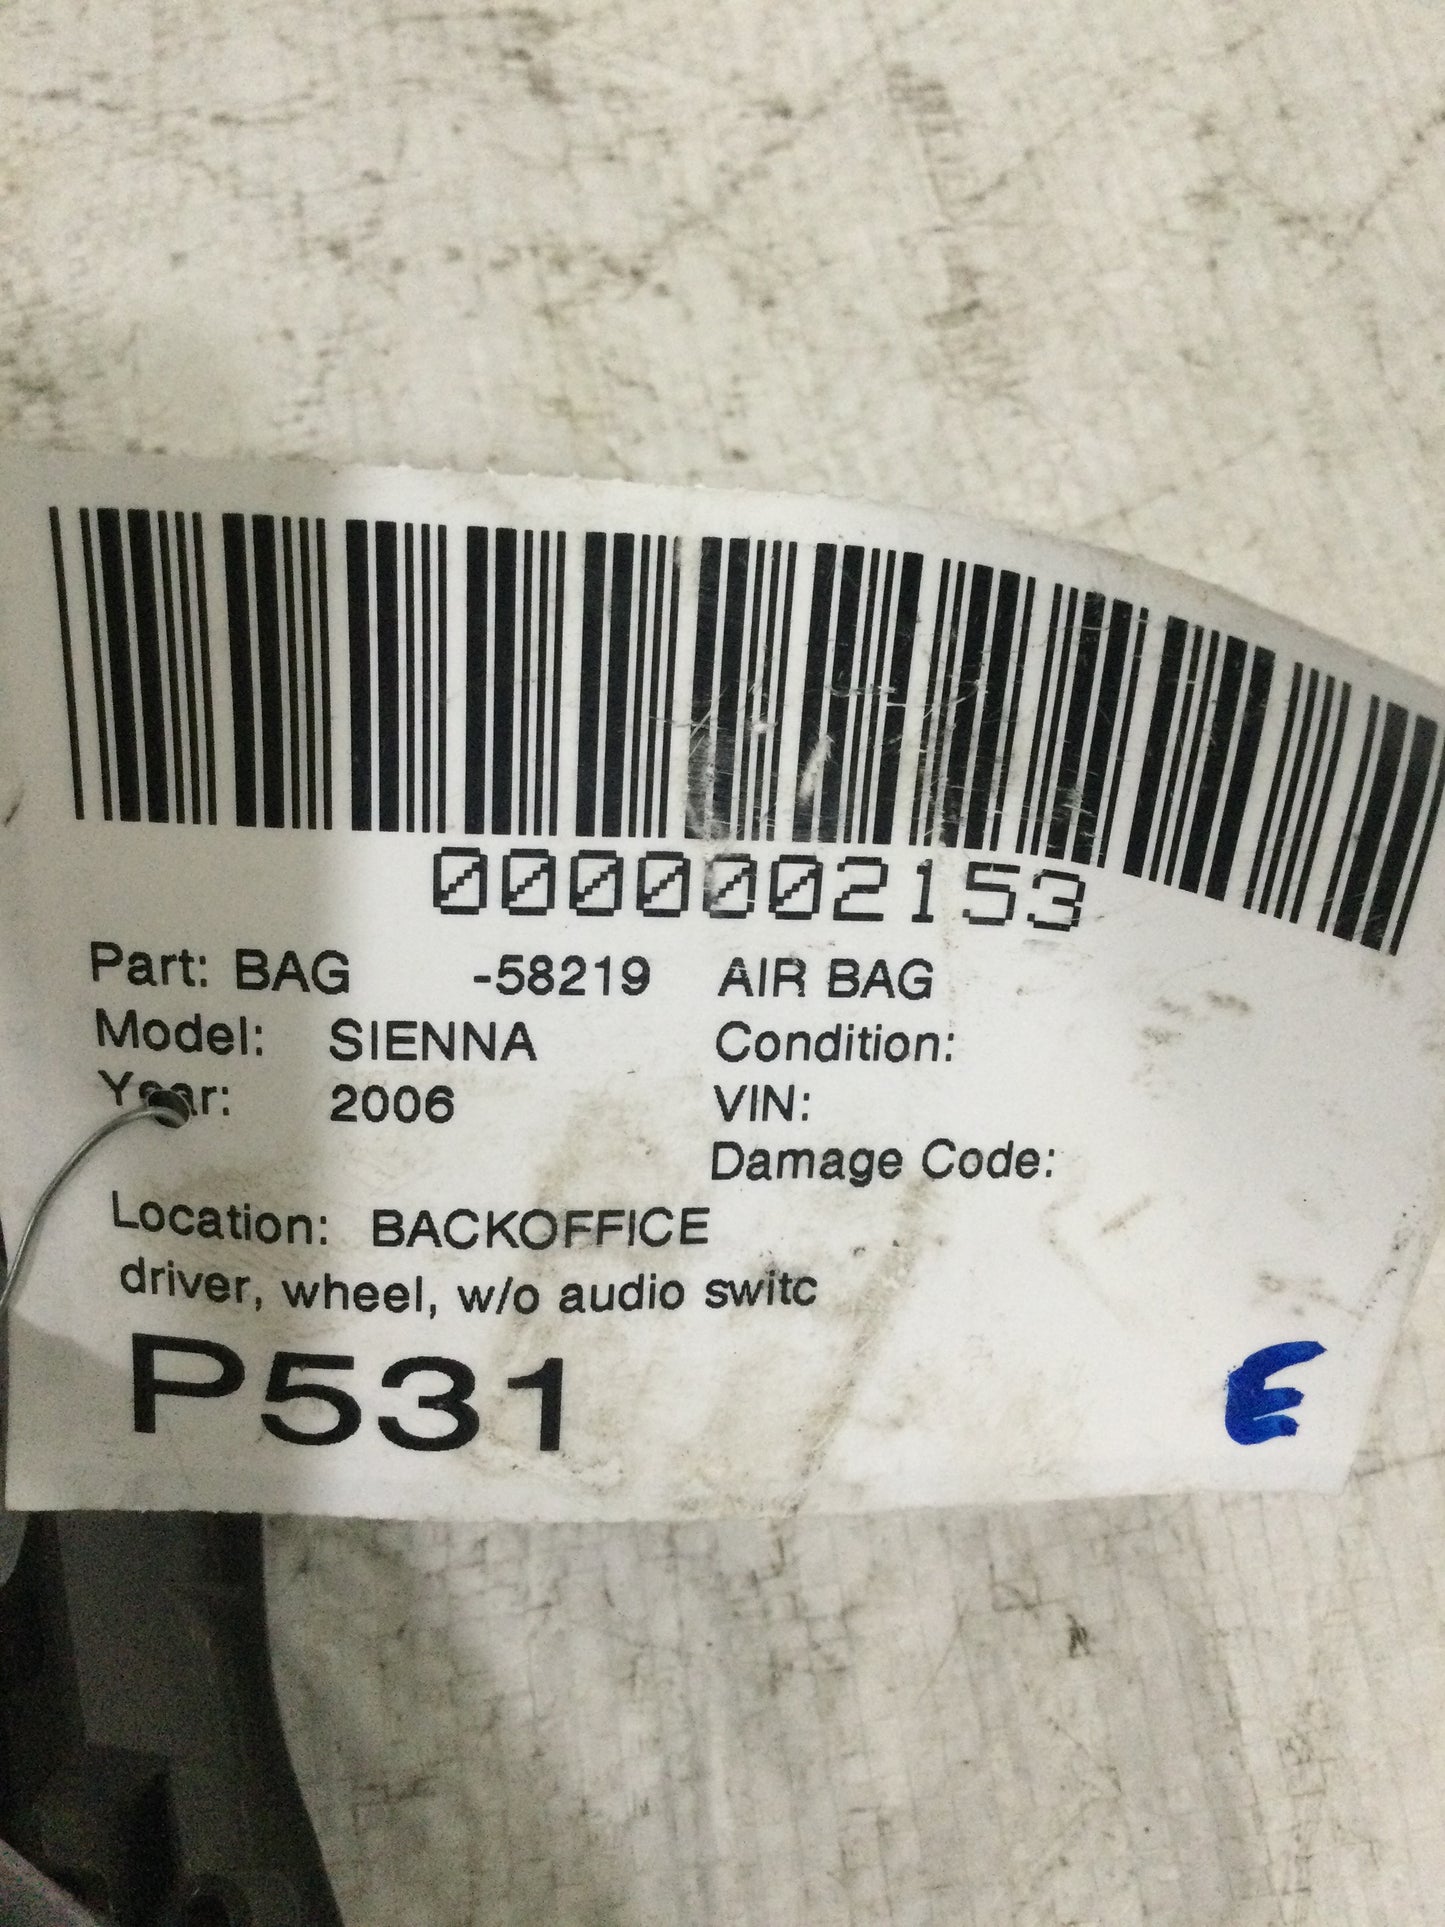 0000002153
Part: BAG -58219 AIR BAG
Model: SIENNA Condition:
Year: 2006 VIN:
Damage Code:
Location: BACKOFFICE
driver, wheel, w/o audio switc
P531
E